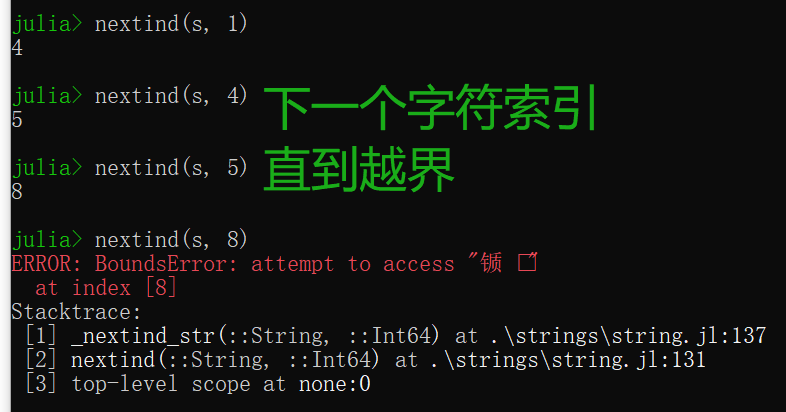 julia> nextind(s, 1)
4
julia> nextind(s, 4)
5
下一个字符索引
julia> nextind(s, 5)
8
直到越界
julia> nextind(s, 8)
ERROR: BoundsError: attempt to access "锧 □"
at index [8]
Stacktrace:
[1] _nextind_str(::String, ::Int64) at .\strings\string.jl:137
[2] nextind(::String, ::Int64) at .\strings\string.jl:131
[3] top-level scope at none:0